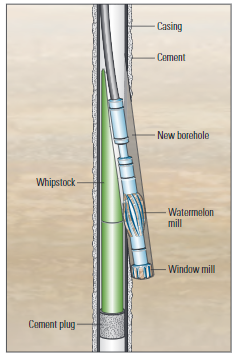 Casing
Cement
New borehole
Whipstock
Watermelon
mill
Window mill
Cement plug